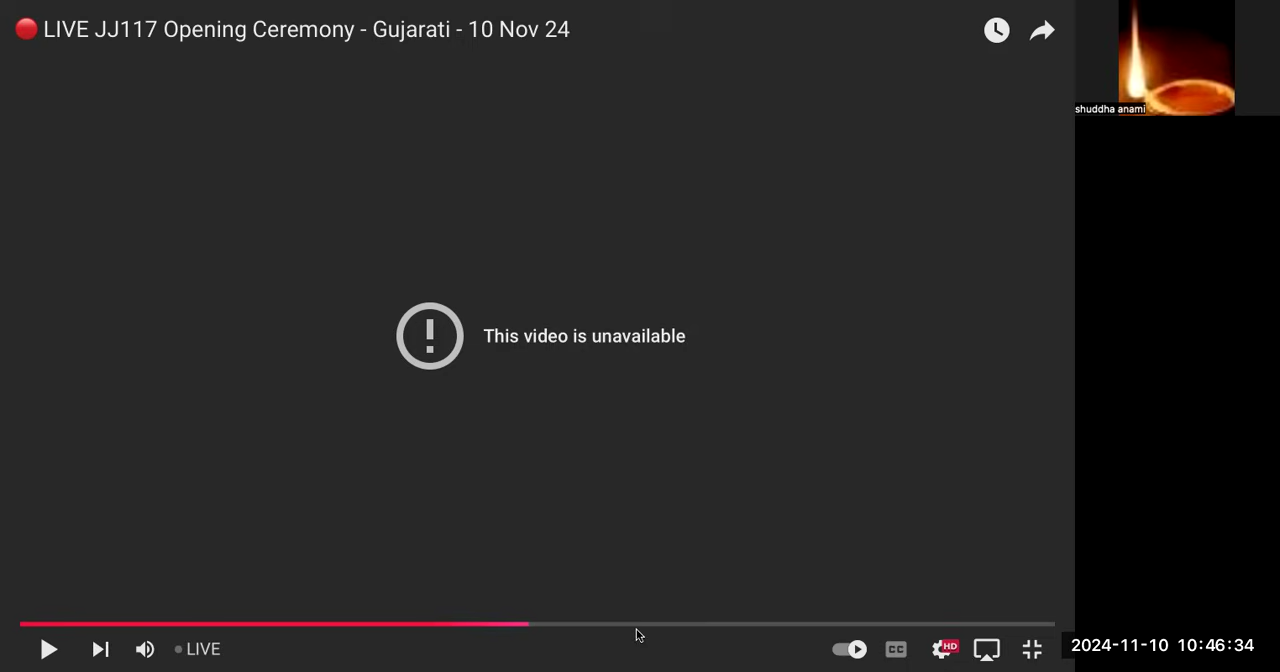 LIVE JJ117 Opening Ceremony - Gujarati - 10 Nov 24
shuddha anami
This video is unavailable
LIVE
CC
HD
2024-11-10 10:46:34